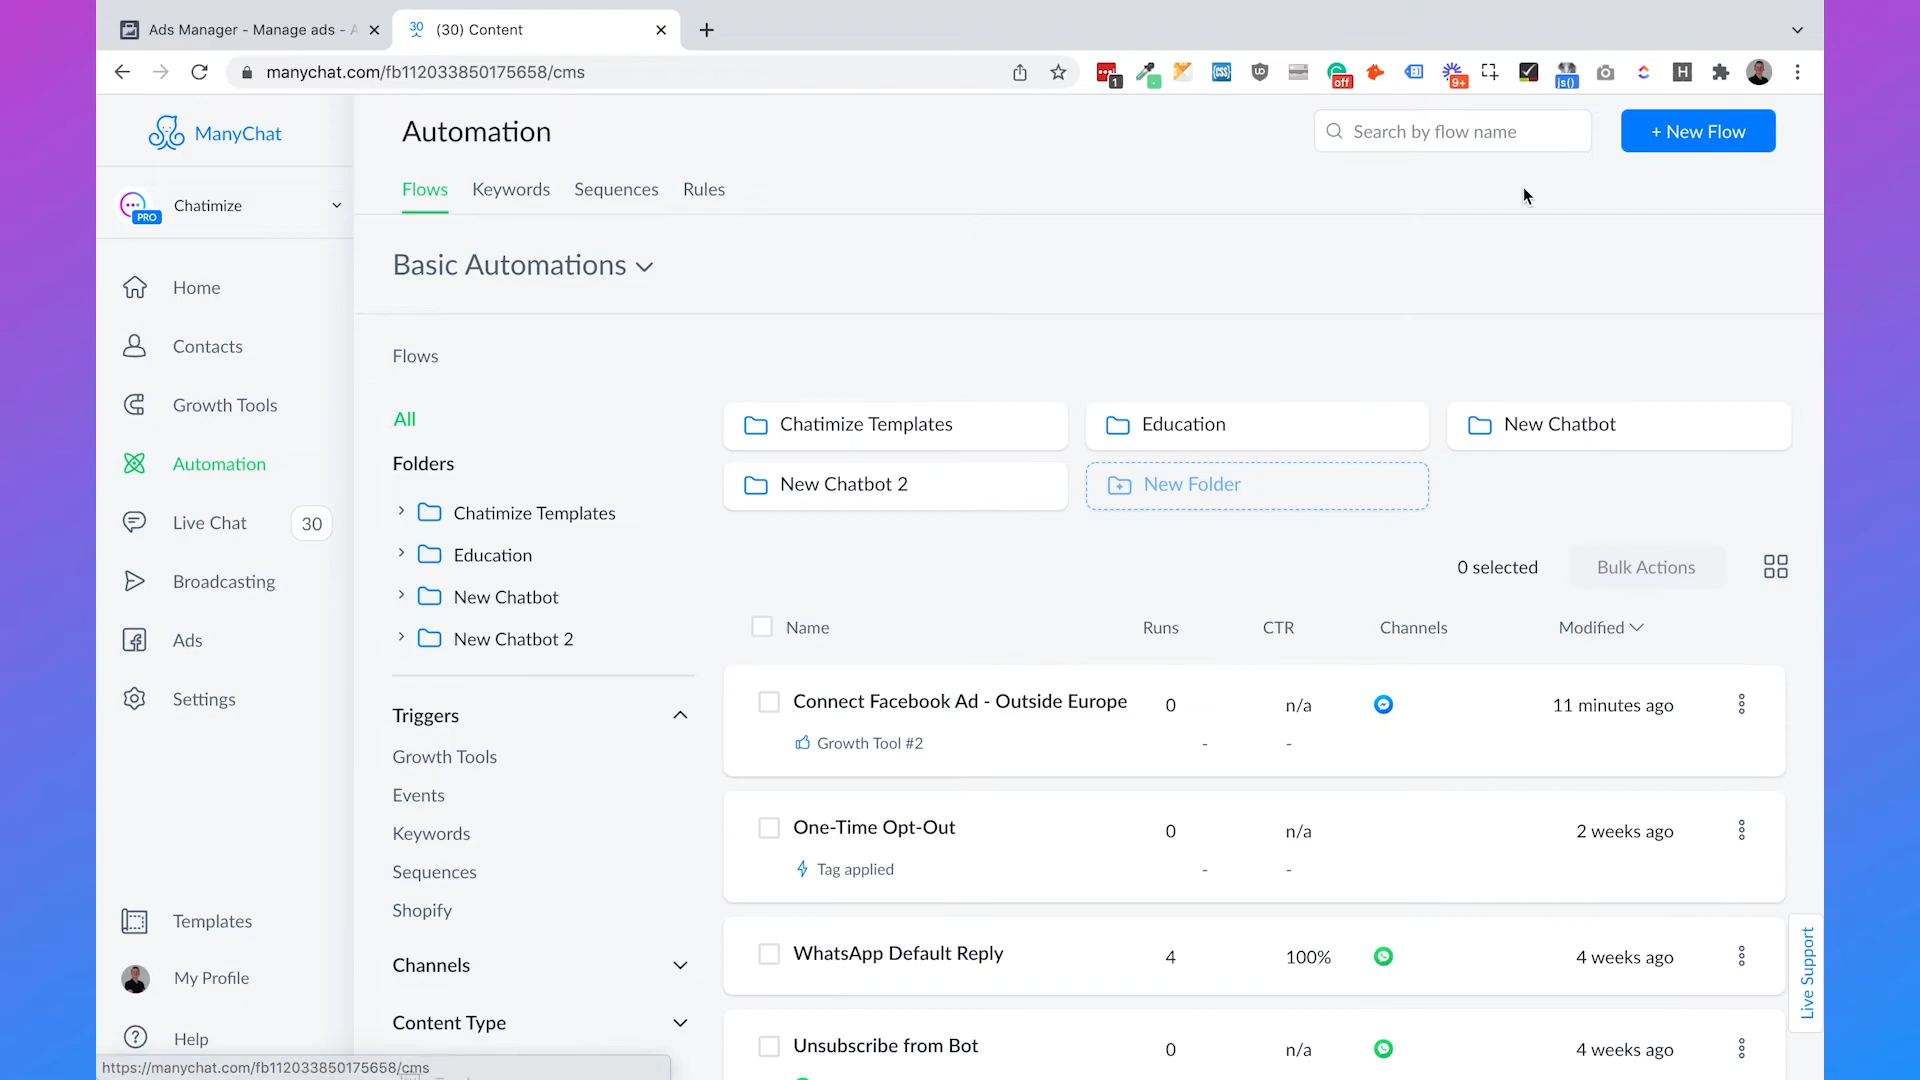 Ads Manager - Manage ads - A
30
(30) Content
manychat.com/fb112033850175658/cms
1
{css}
off
9+
js()
H
ManyChat
PRO
Chatimize
Home
Contacts
Growth Tools
Automation
Live Chat
30
Broadcasting
Ads
Settings
Templates
My Profile
Help
https://manychat.com/fb112033850175658/cms
Automation
Search by flow name
+ New Flow
Flows
Keywords
Sequences
Rules
Basic Automations
Flows
All
Folders
Chatimize Templates
Education
New Chatbot
New Chatbot 2
Triggers
Growth Tools
Events
Keywords
Sequences
Shopify
Channels
Content Type
Chatimize Templates
Education
New Chatbot
New Chatbot 2
New Folder
0 selected
Bulk Actions
Name
Runs
CTR
Channels
Modified
Connect Facebook Ad - Outside Europe
0
n/a
11 minutes ago
Growth Tool #2
-
-
One-Time Opt-Out
0
n/a
2 weeks ago
Tag applied
-
-
WhatsApp Default Reply
4
100%
4 weeks ago
Unsubscribe from Bot
0
n/a
4 weeks ago
Live Support